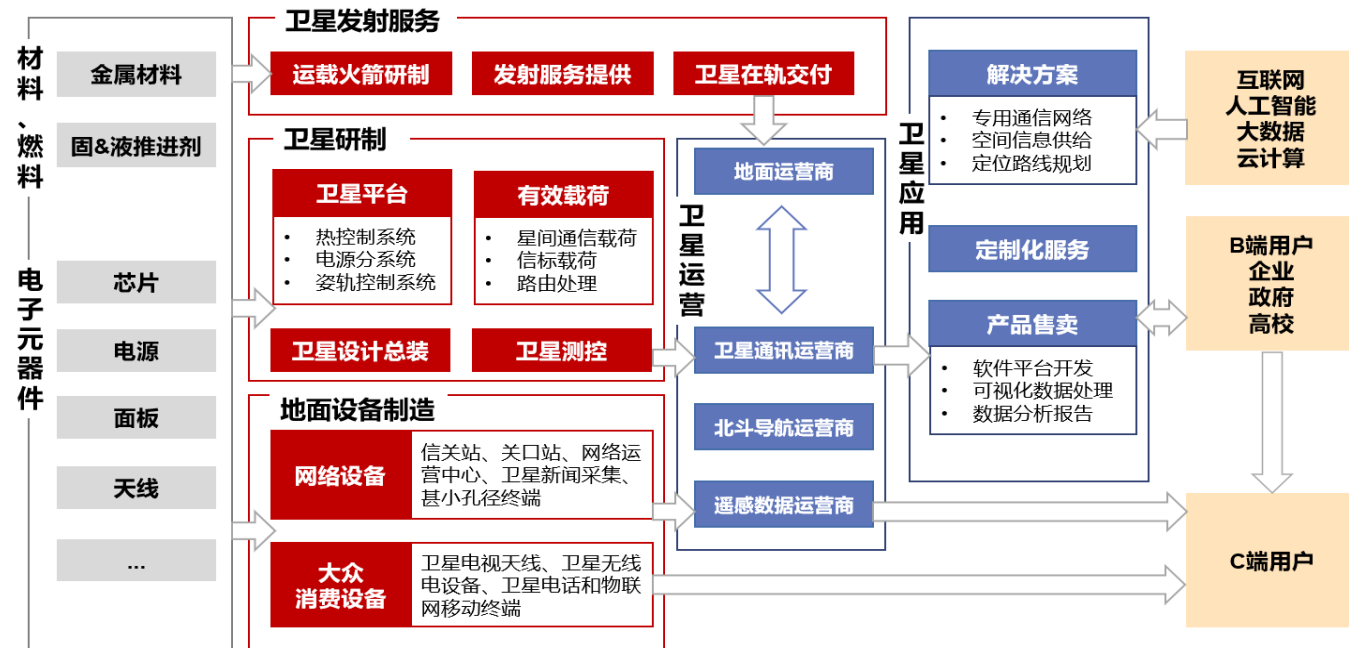 材料、燃料
金属材料
固&液推进剂
电子元器件
芯片
电源
面板
天线
...
卫星发射服务
运载火箭研制
发射服务提供
卫星在轨交付
卫星研制
卫星平台
• 热控制系统
• 电源分系统
• 姿轨控制系统
有效载荷
• 星间通信载荷
• 信标载荷
• 路由处理
卫星设计总装
卫星测控
地面设备制造
网络设备
信关站、关口站、网络运
营中心、卫星新闻采集、
甚小孔径终端
大众
消费设备
卫星电视天线、卫星无线
电设备、卫星电话和物联
网移动终端
卫星运营
地面运营商
卫星通讯运营商
北斗导航运营商
遥感数据运营商
卫星应用
解决方案
• 专用通信网络
• 空间信息供给
• 定位路线规划
定制化服务
产品售卖
• 软件平台开发
• 可视化数据处理
• 数据分析报告
互联网
人工智能
大数据
云计算
B端用户
企业
政府
高校
C端用户